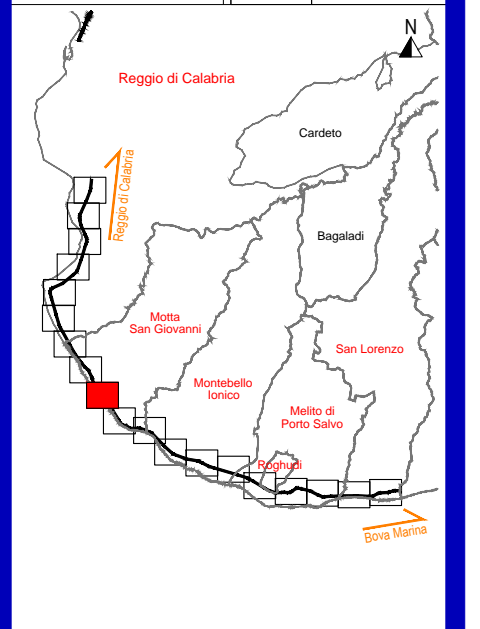 N
Reggio di Calabria
Cardeto
Reggio di Calabria
Bagaladi
Motta
San Giovanni
San Lorenzo
Montebello
Ionico
Melito di
Porto Salvo
Roghudi
Bova Marina